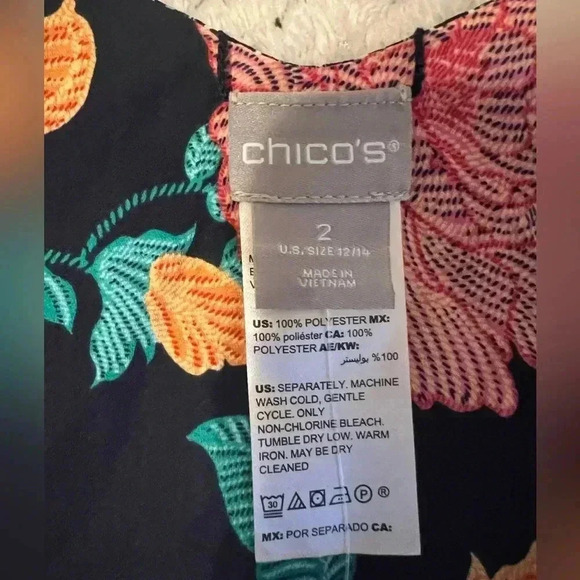 chico's®
2
U.S. SIZE 12/14
MADE IN
VIETNAM
US: 100% POLYESTER MX:
100% poliéster CA: 100%
POLYESTER AE/KW:
100% بوليستر
US: SEPARATELY. MACHINE
WASH COLD, GENTLE
CYCLE. ONLY
NON-CHLORINE BLEACH.
TUMBLE DRY LOW. WARM
IRON. MAY BE DRY
CLEANED
30 P ®
MX: POR SEPARADO CA: